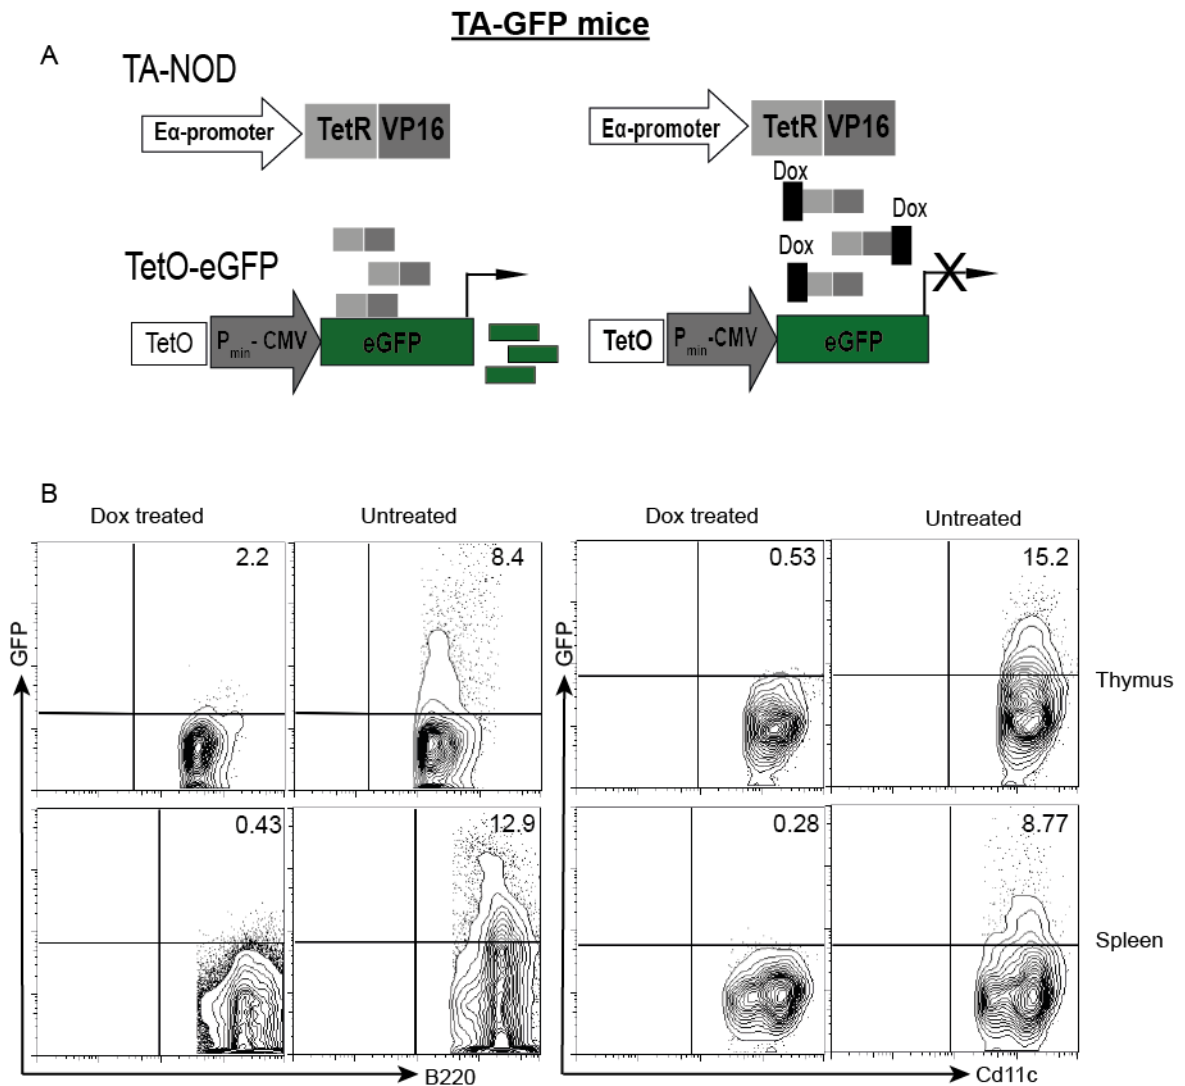 TA-GFP mice
A
TA-NOD
Eα-promoter TetR VP16
Eα-promoter TetR VP16
Dox
Dox
Dox
TetO-eGFP
TetO Pmin- CMV eGFP
TetO Pmin-CMV eGFP
X
B
Dox treated Untreated Dox treated Untreated
2.2 8.4 0.53 15.2
GFP GFP
Thymus
0.43 12.9 0.28 8.77
Spleen
B220 Cd11c